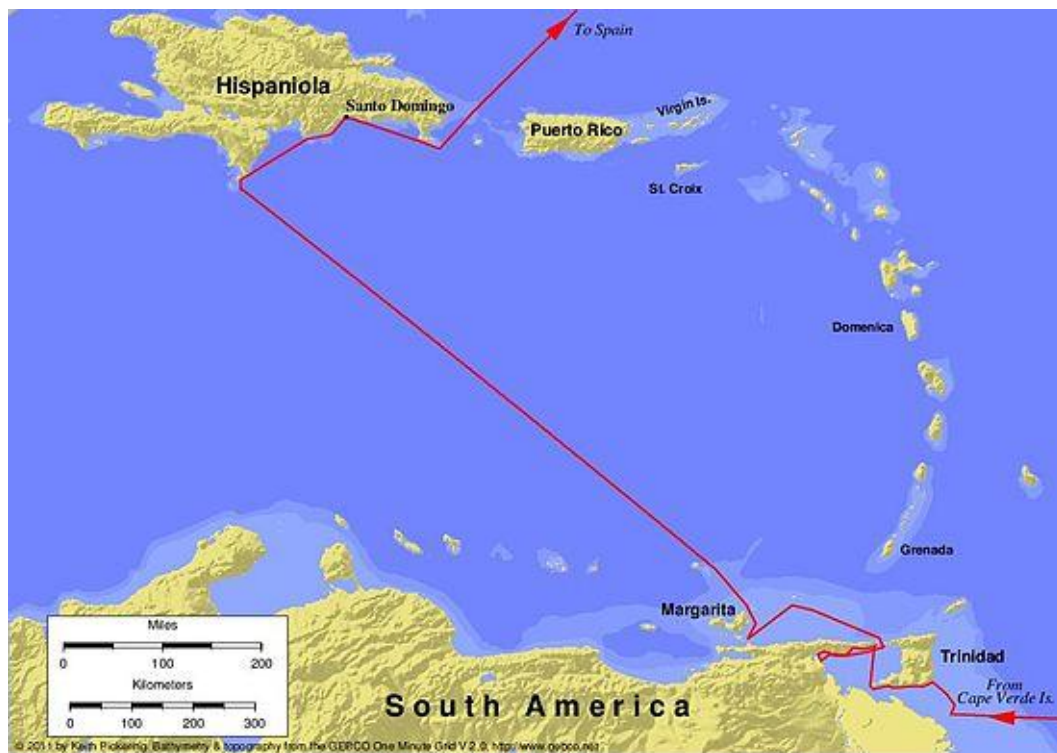 To Spain
Hispaniola
Santo Domingo
Puerto Rico
Virgin Is.
St. Croix
Domenica
Grenada
Margarita
Trinidad
From
Cape Verde Is.
South America
Miles
0 100 200
Kilometers
0 50 100 200 300
© 2011 by Keith Pickering. Bathymetry & topography from the GEPCO One Minute Grid V 2.0, http://www.gebco.net